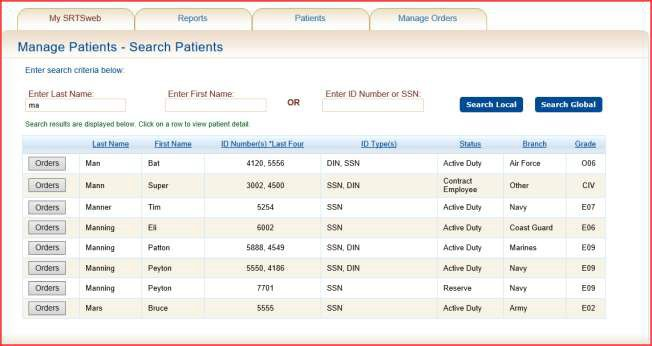 My SRTSweb Reports Patients Manage Orders
Manage Patients - Search Patients
Enter search criteria below:
Enter Last Name: Enter First Name: Enter ID Number or SSN:
OR
ma Search Local Search Global
Search results are displayed below. Click on a row to view patient detail.
Last Name First Name ID Number(s) *Last Four ID Type(s) Status Branch Grade
Orders Man Bat 4120, 5556 DIN, SSN Active Duty Air Force O06
Orders Mann Super 3002, 4500 SSN, DIN Contract Employee Other CIV
Orders Manner Tim 5254 SSN Active Duty Navy E07
Orders Manning Eli 6002 SSN Active Duty Coast Guard E06
Orders Manning Patton 5888, 4549 SSN, DIN Active Duty Marines E09
Orders Manning Peyton 5550, 4186 SSN, DIN Active Duty Navy E09
Orders Manning Peyton 7701 SSN Reserve Navy E09
Orders Mars Bruce 5555 SSN Active Duty Army E02